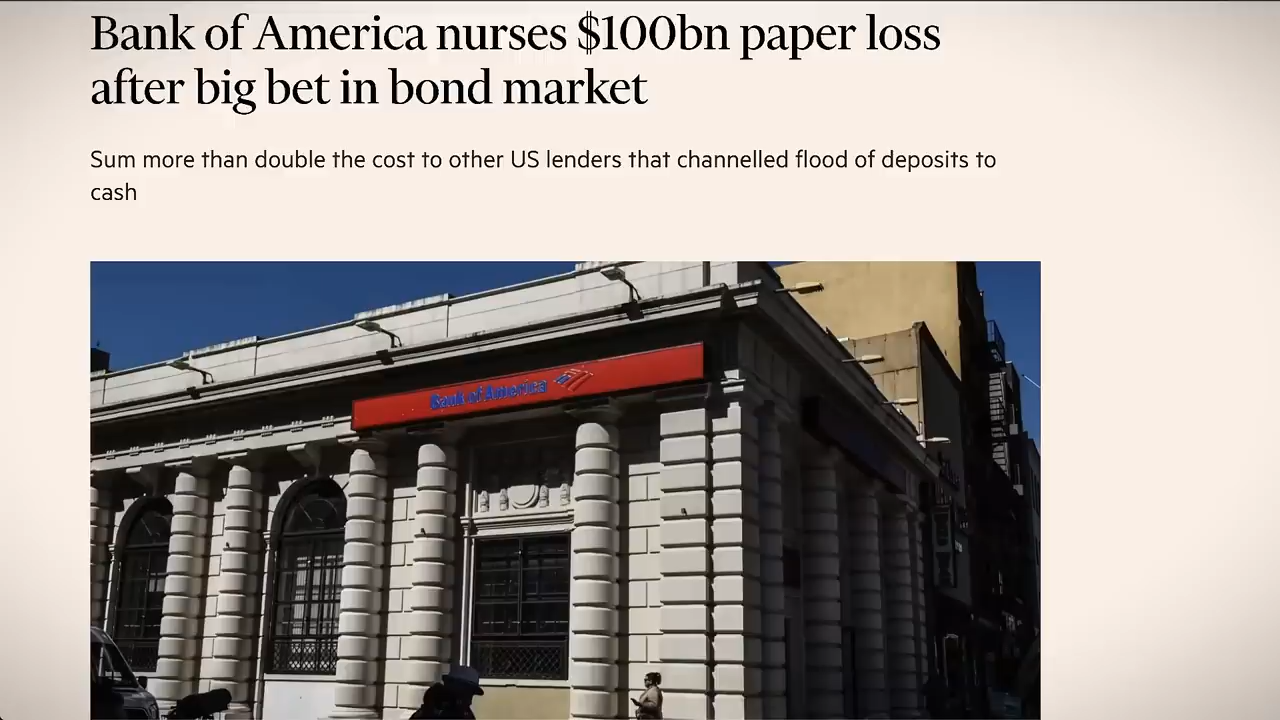 Bank of America nurses $100bn paper loss
after big bet in bond market
Sum more than double the cost to other US lenders that channelled flood of deposits to
cash
Bank of America